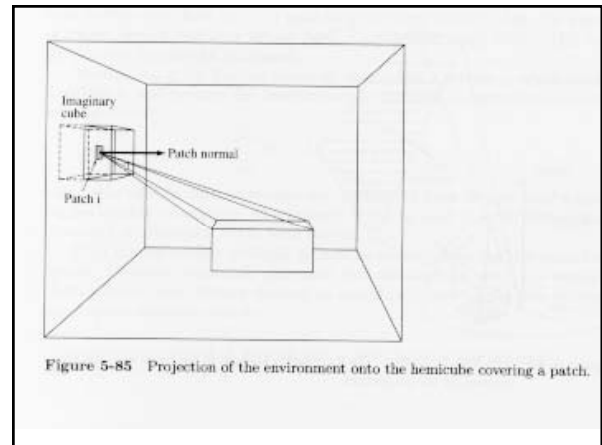 Imaginary
cube
Patch normal
Patch i
Figure 5-85 Projection of the environment onto the hemicube covering a patch.